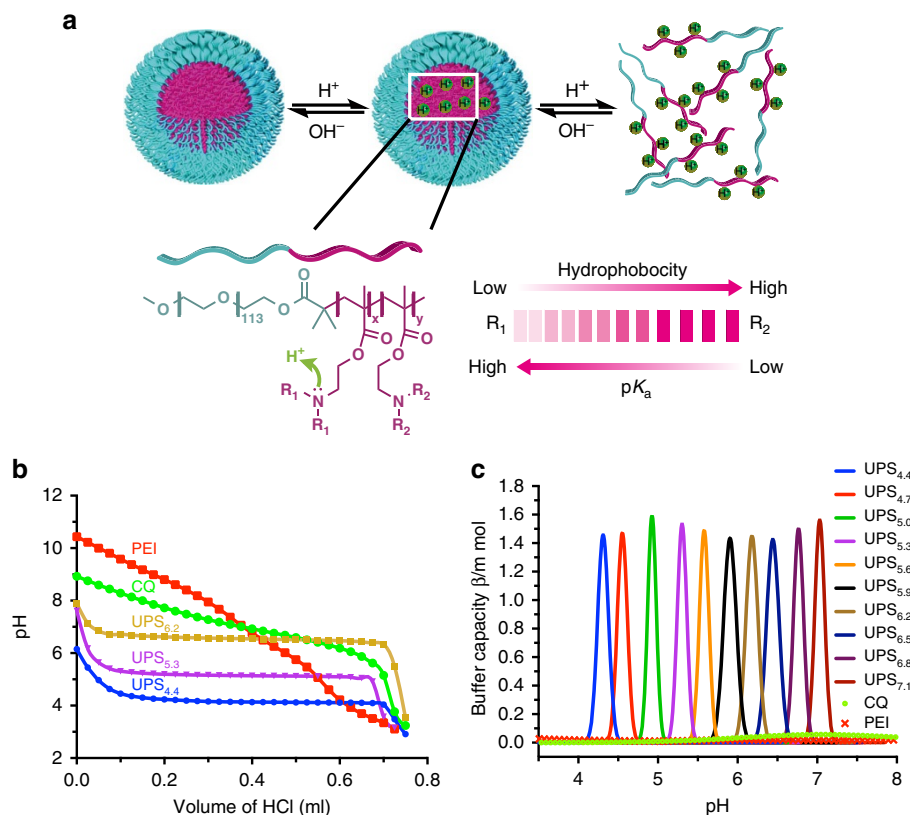 a
H+
OH−
H+
OH−
H+ H+ H+ H+ H+ H+ H+
H+ H+ H+ H+ H+ H+ H+ H+ H+ H+ H+ H+ H+ H+ H+ H+
O O 113 O O x y
O O O O
H+
R1 N R1
N R2 R2
Hydrophobocity
Low High
R1 R2
High Low
pKa
b
pH
12
10
8
6
4
2
PEI
CQ
UPS6.2
UPS5.3
UPS4.4
0.0 0.2 0.4 0.6 0.8
Volume of HCl (ml)
c
Buffer capacity β/m mol
1.8
1.6
1.4
1.2
1.0
0.8
0.6
0.4
0.2
0.0
4 5 6 7 8
pH
UPS4.4
UPS4.7
UPS5.0
UPS5.3
UPS5.6
UPS5.9
UPS6.2
UPS6.5
UPS6.8
UPS7.1
CQ
PEI